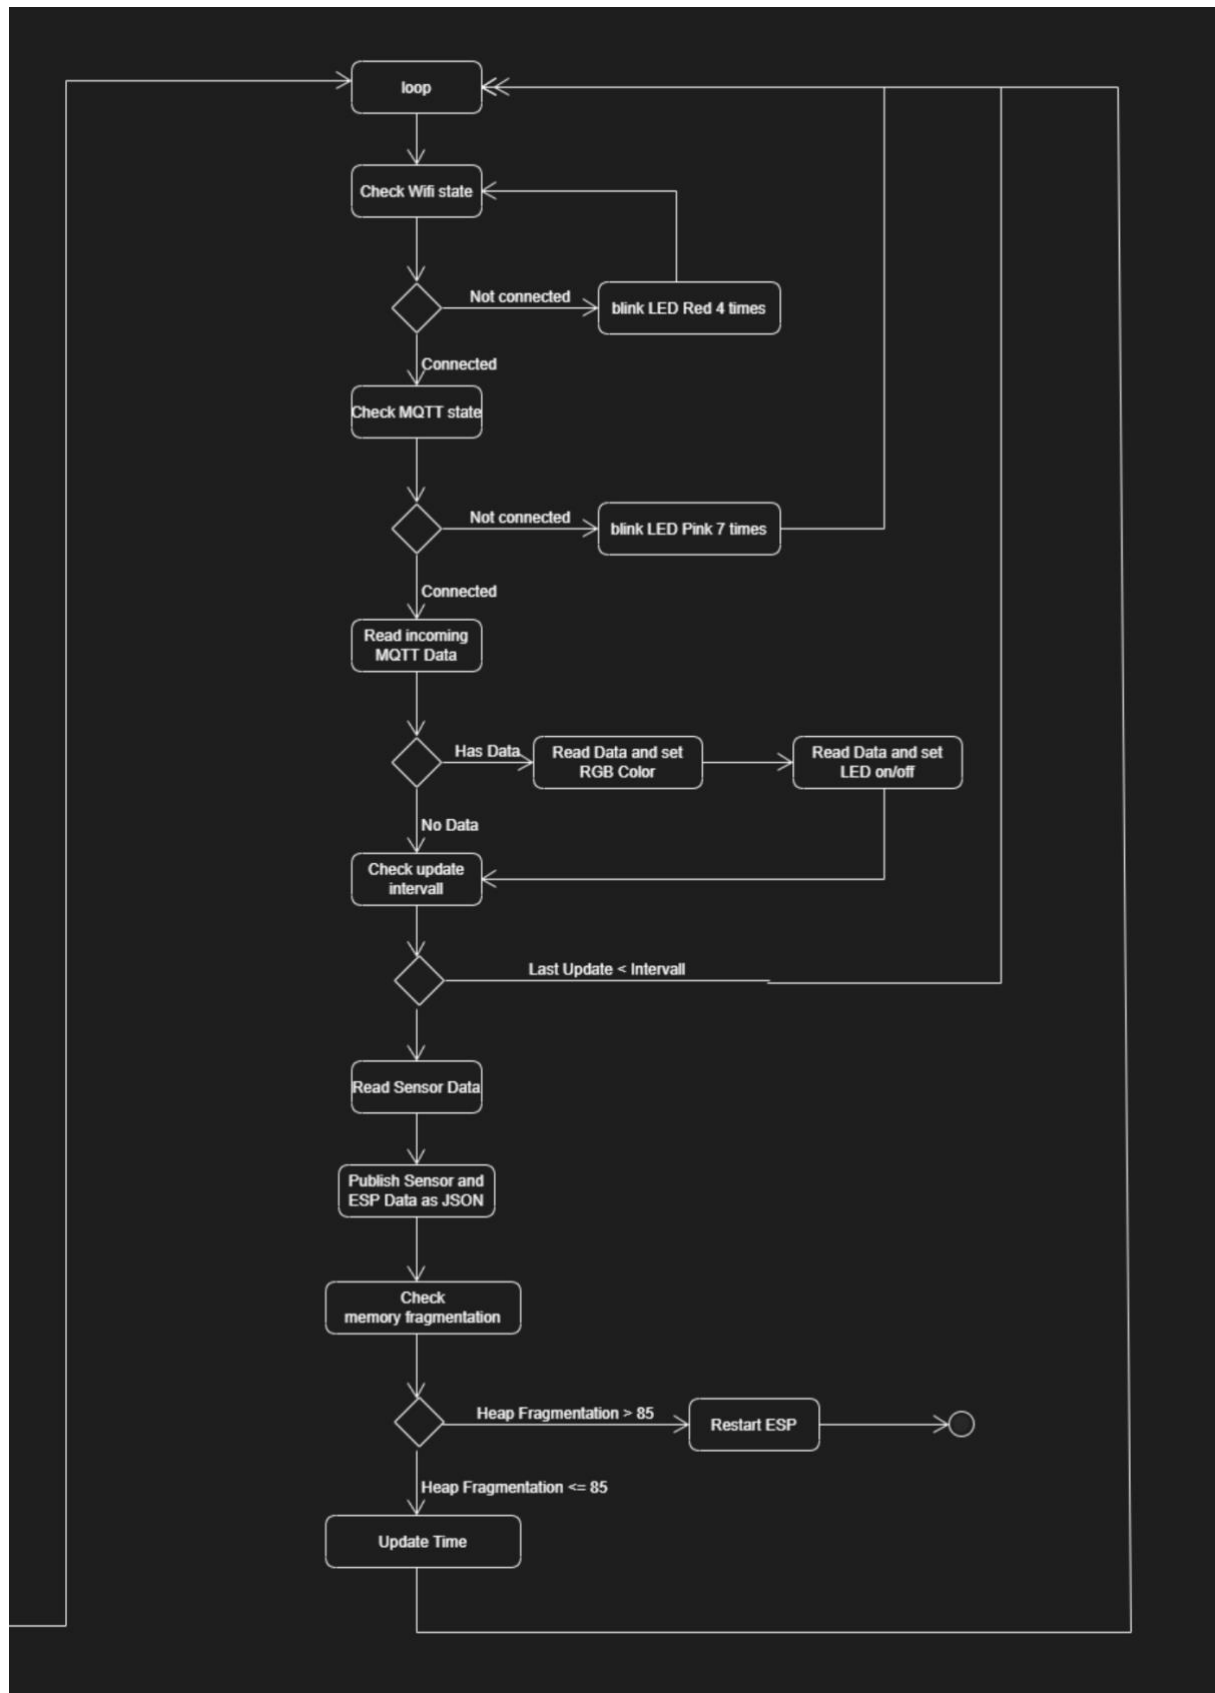 loop
Check Wifi state
Not connected
blink LED Red 4 times
Connected
Check MQTT state
Not connected
blink LED Pink 7 times
Connected
Read incoming
MQTT Data
Has Data
Read Data and set
RGB Color
Read Data and set
LED on/off
No Data
Check update
intervall
Last Update < Intervall
Read Sensor Data
Publish Sensor and
ESP Data as JSON
Check
memory fragmentation
Heap Fragmentation > 85
Restart ESP
Heap Fragmentation <= 85
Update Time